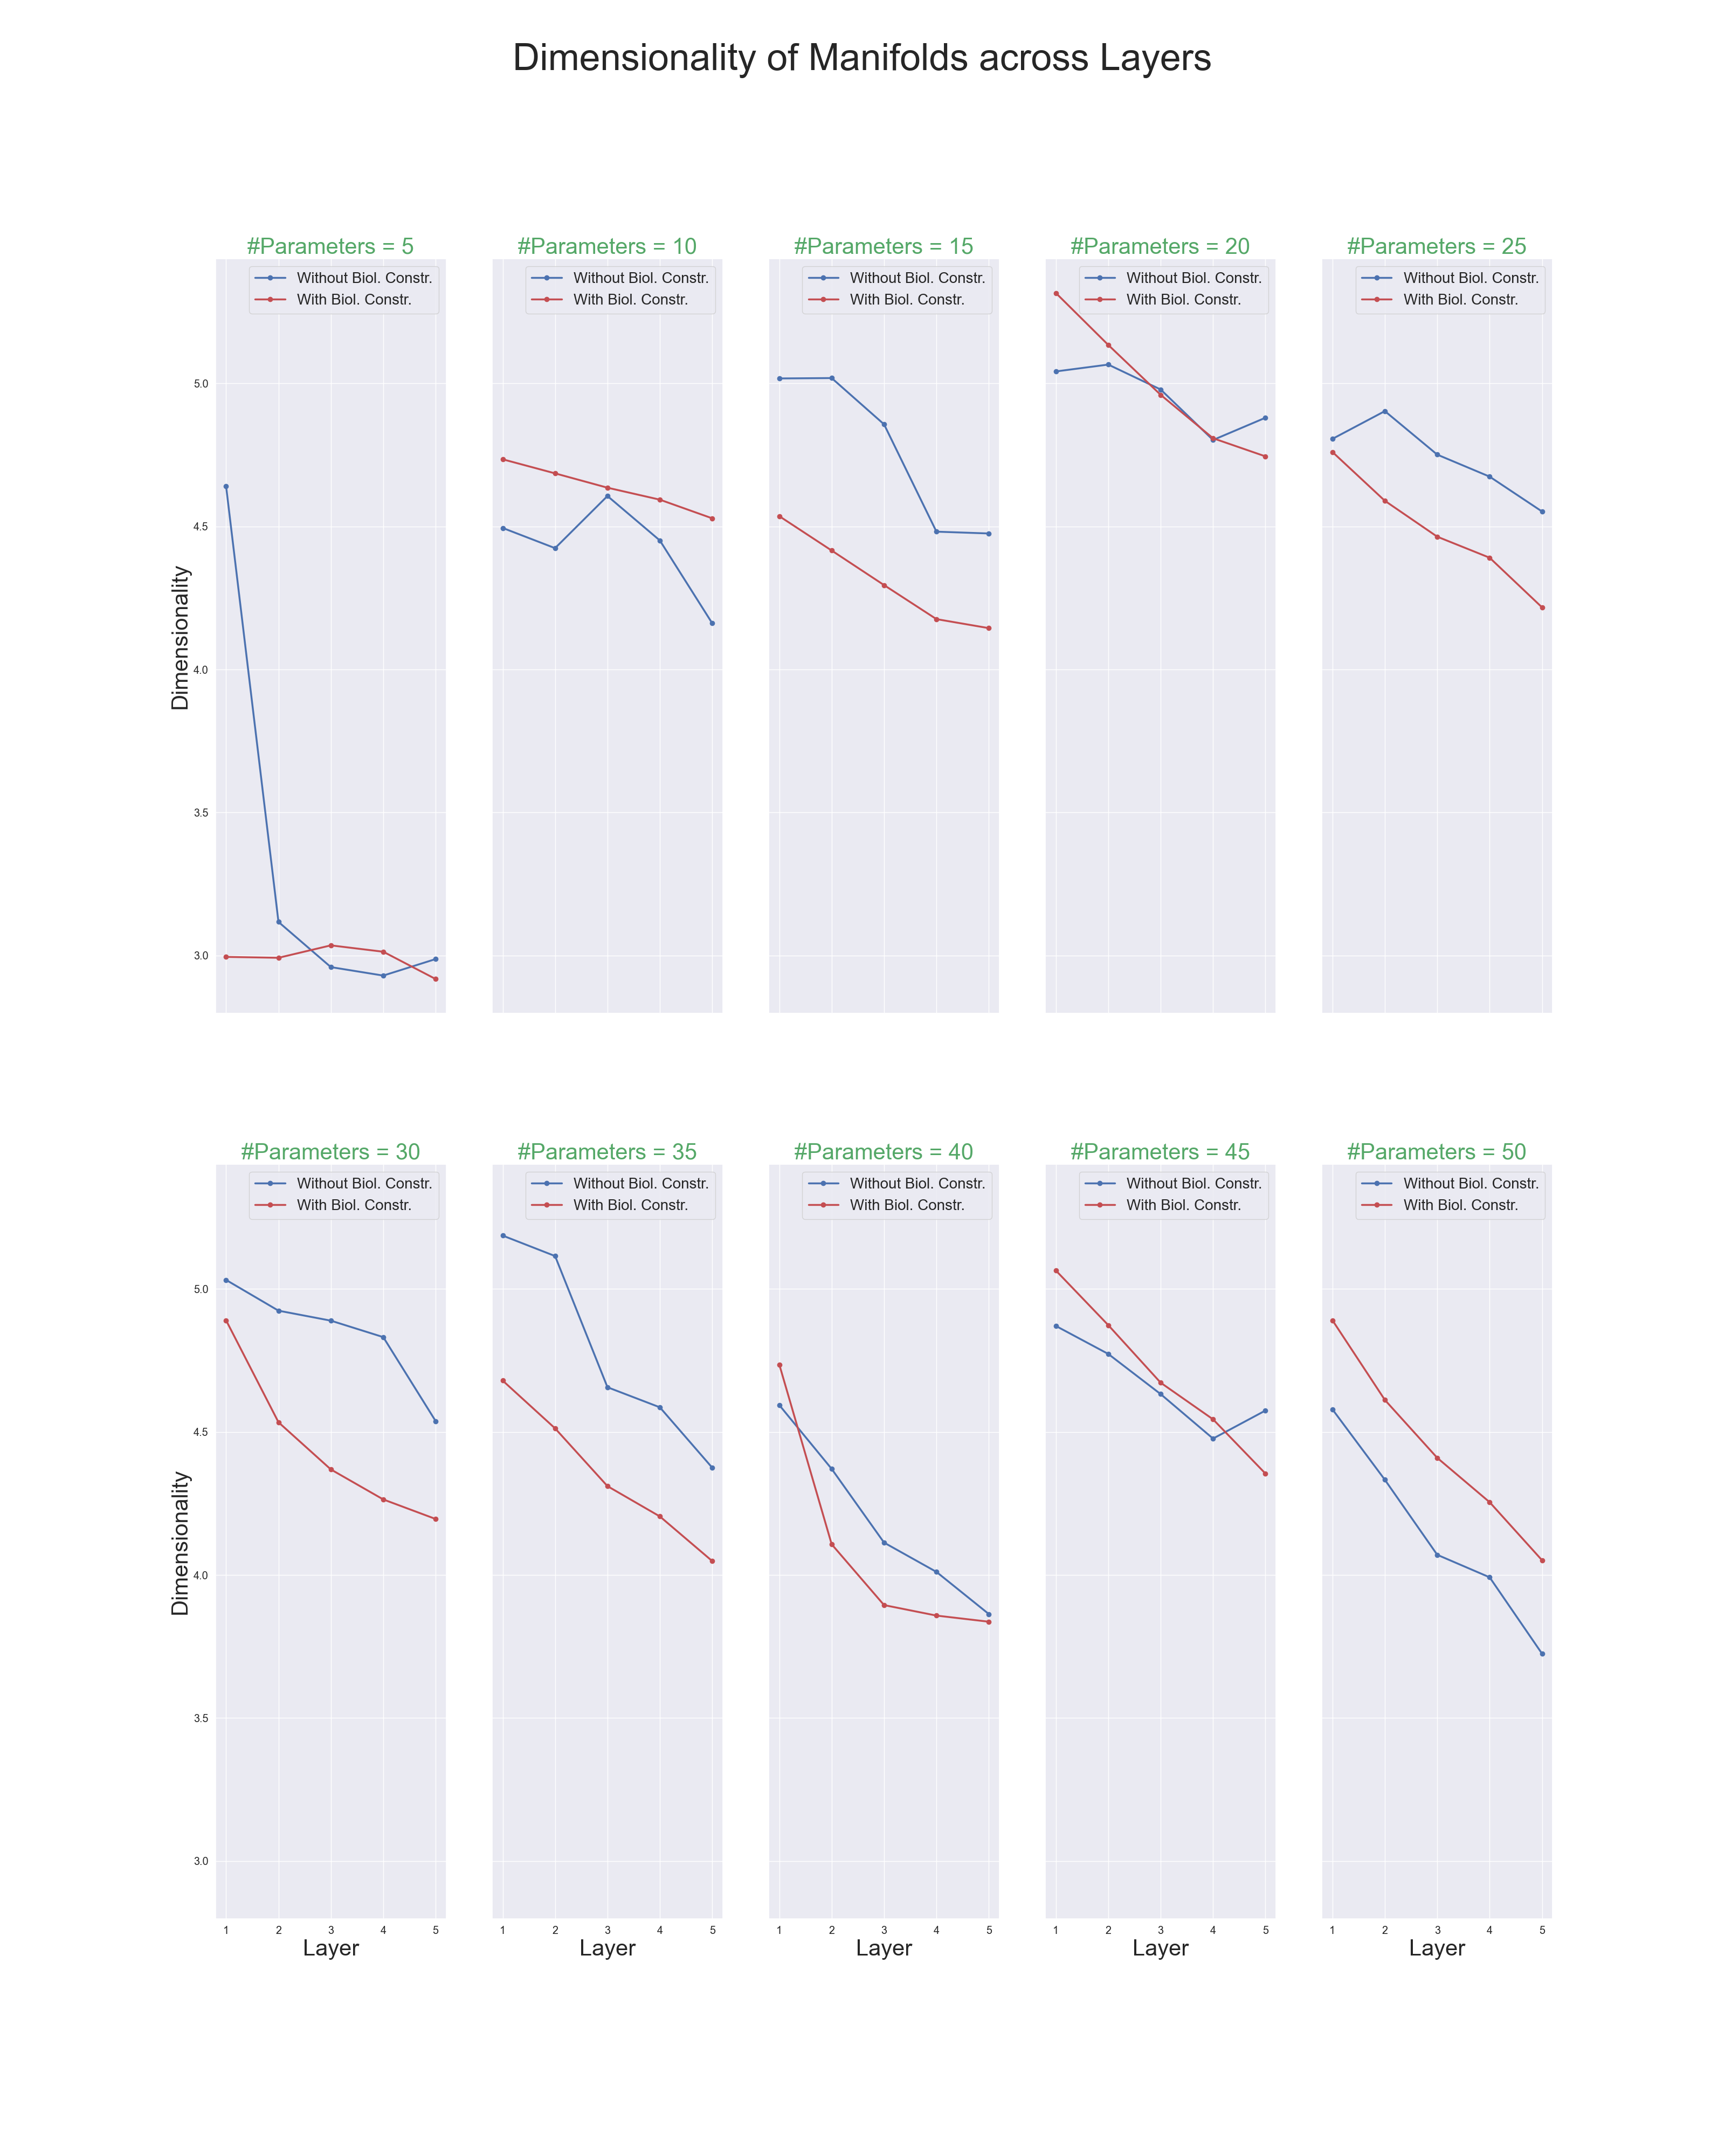 Dimensionality of Manifolds across Layers
#Parameters = 5
#Parameters = 10
#Parameters = 15
#Parameters = 20
#Parameters = 25
Without Biol. Constr.
With Biol. Constr.
Without Biol. Constr.
With Biol. Constr.
Without Biol. Constr.
With Biol. Constr.
Without Biol. Constr.
With Biol. Constr.
Without Biol. Constr.
With Biol. Constr.
Dimensionality
5.0
4.5
4.0
3.5
3.0
#Parameters = 30
#Parameters = 35
#Parameters = 40
#Parameters = 45
#Parameters = 50
Without Biol. Constr.
With Biol. Constr.
Without Biol. Constr.
With Biol. Constr.
Without Biol. Constr.
With Biol. Constr.
Without Biol. Constr.
With Biol. Constr.
Without Biol. Constr.
With Biol. Constr.
Dimensionality
5.0
4.5
4.0
3.5
3.0
1 2 3 4 5
1 2 3 4 5
1 2 3 4 5
1 2 3 4 5
1 2 3 4 5
Layer
Layer
Layer
Layer
Layer